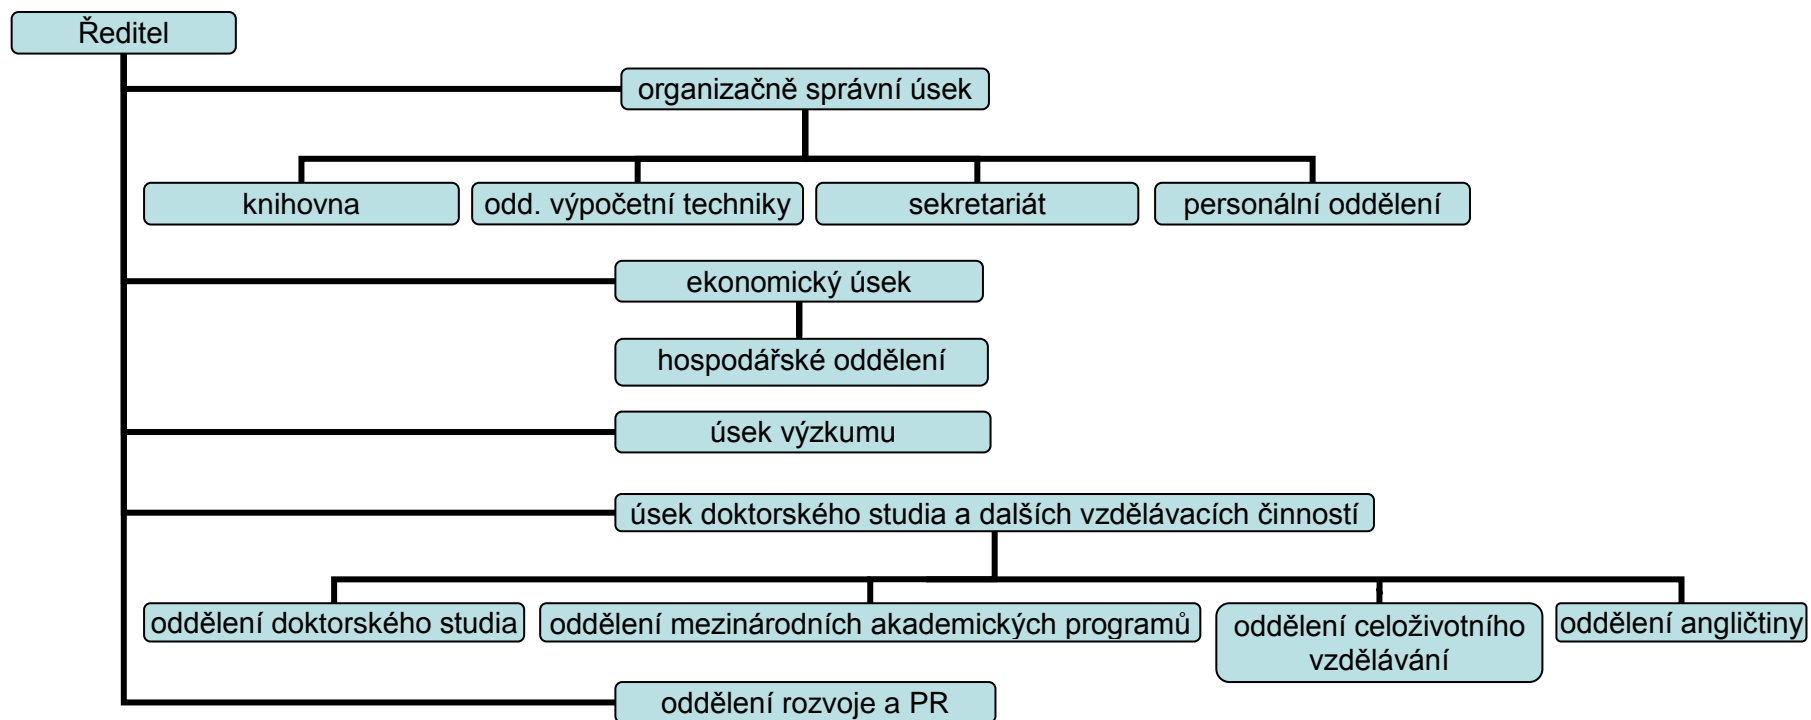 Ředitel
organizačně správní úsek
knihovna
odd. výpočetní techniky
sekretariát
personální oddělení
ekonomický úsek
hospodářské oddělení
úsek výzkumu
úsek doktorského studia a dalších vzdělávacích činností
oddělení doktorského studia
oddělení mezinárodních akademických programů
oddělení celoživotního
vzdělávání
oddělení angličtiny
oddělení rozvoje a PR